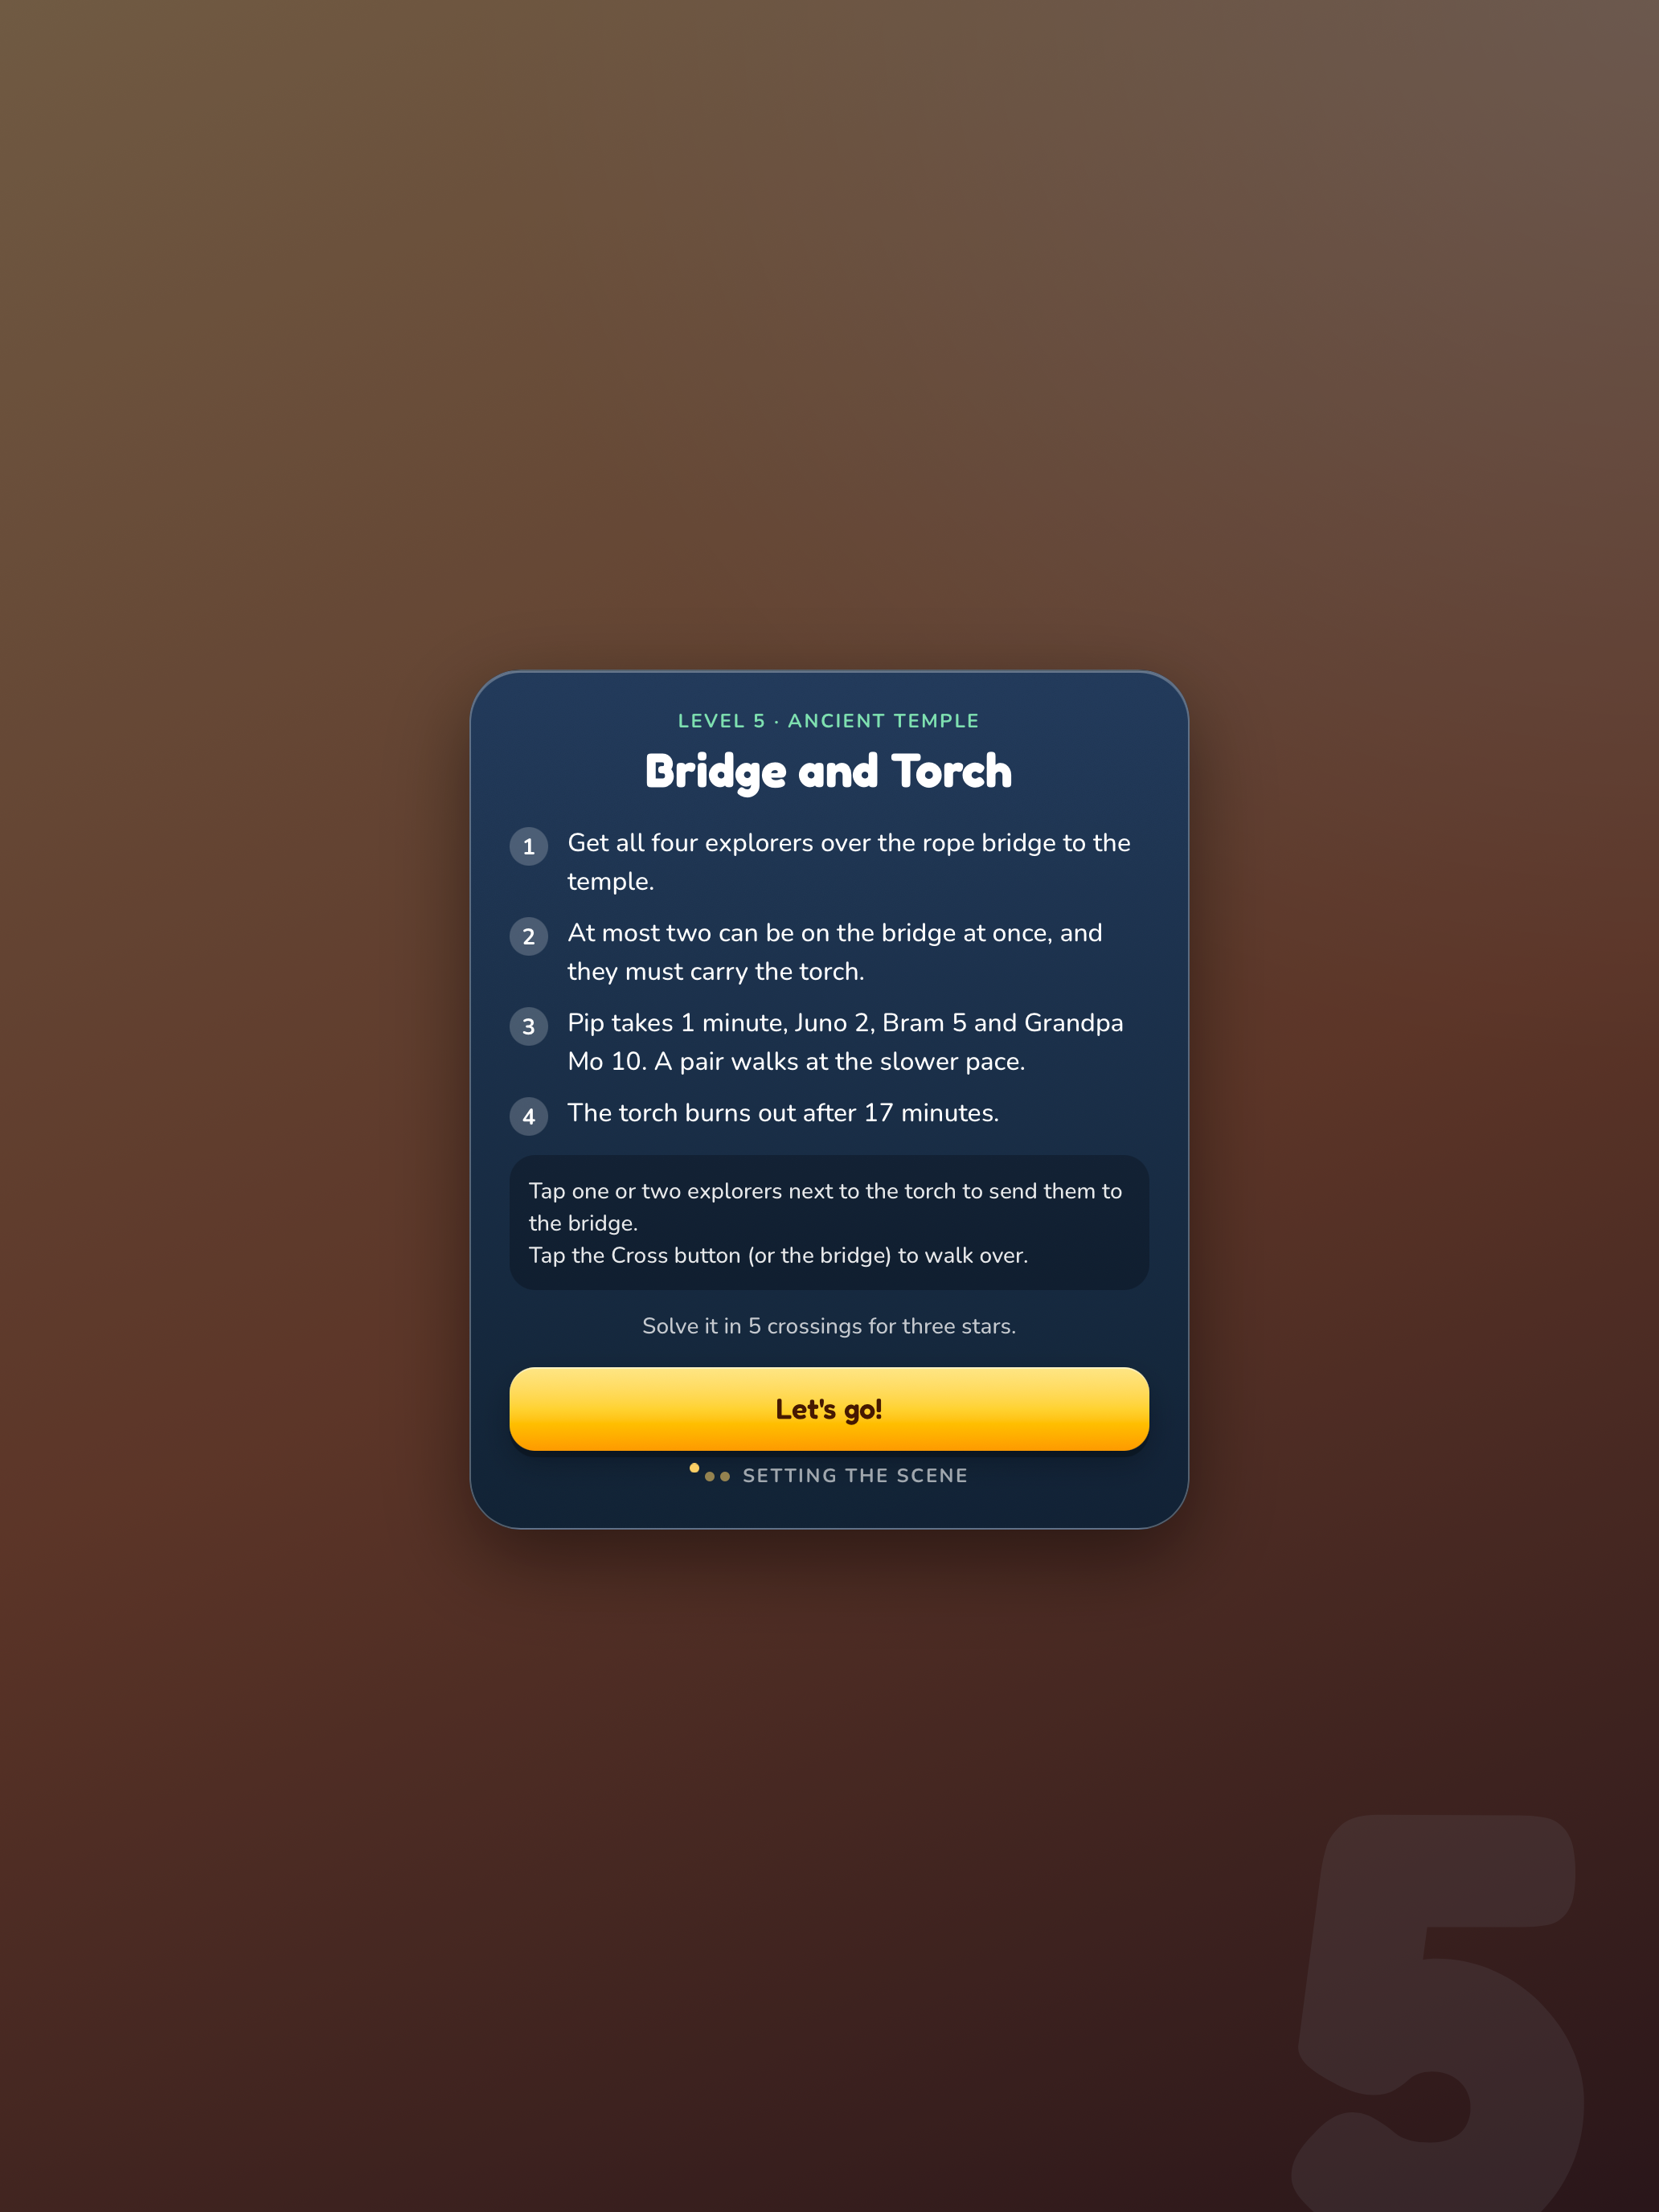 LEVEL 5 · ANCIENT TEMPLE
Bridge and Torch
1 Get all four explorers over the rope bridge to the
temple.
2 At most two can be on the bridge at once, and
they must carry the torch.
3 Pip takes 1 minute, Juno 2, Bram 5 and Grandpa
Mo 10. A pair walks at the slower pace.
4 The torch burns out after 17 minutes.
Tap one or two explorers next to the torch to send them to
the bridge.
Tap the Cross button (or the bridge) to walk over.
Solve it in 5 crossings for three stars.
Let's go!
SETTING THE SCENE
5